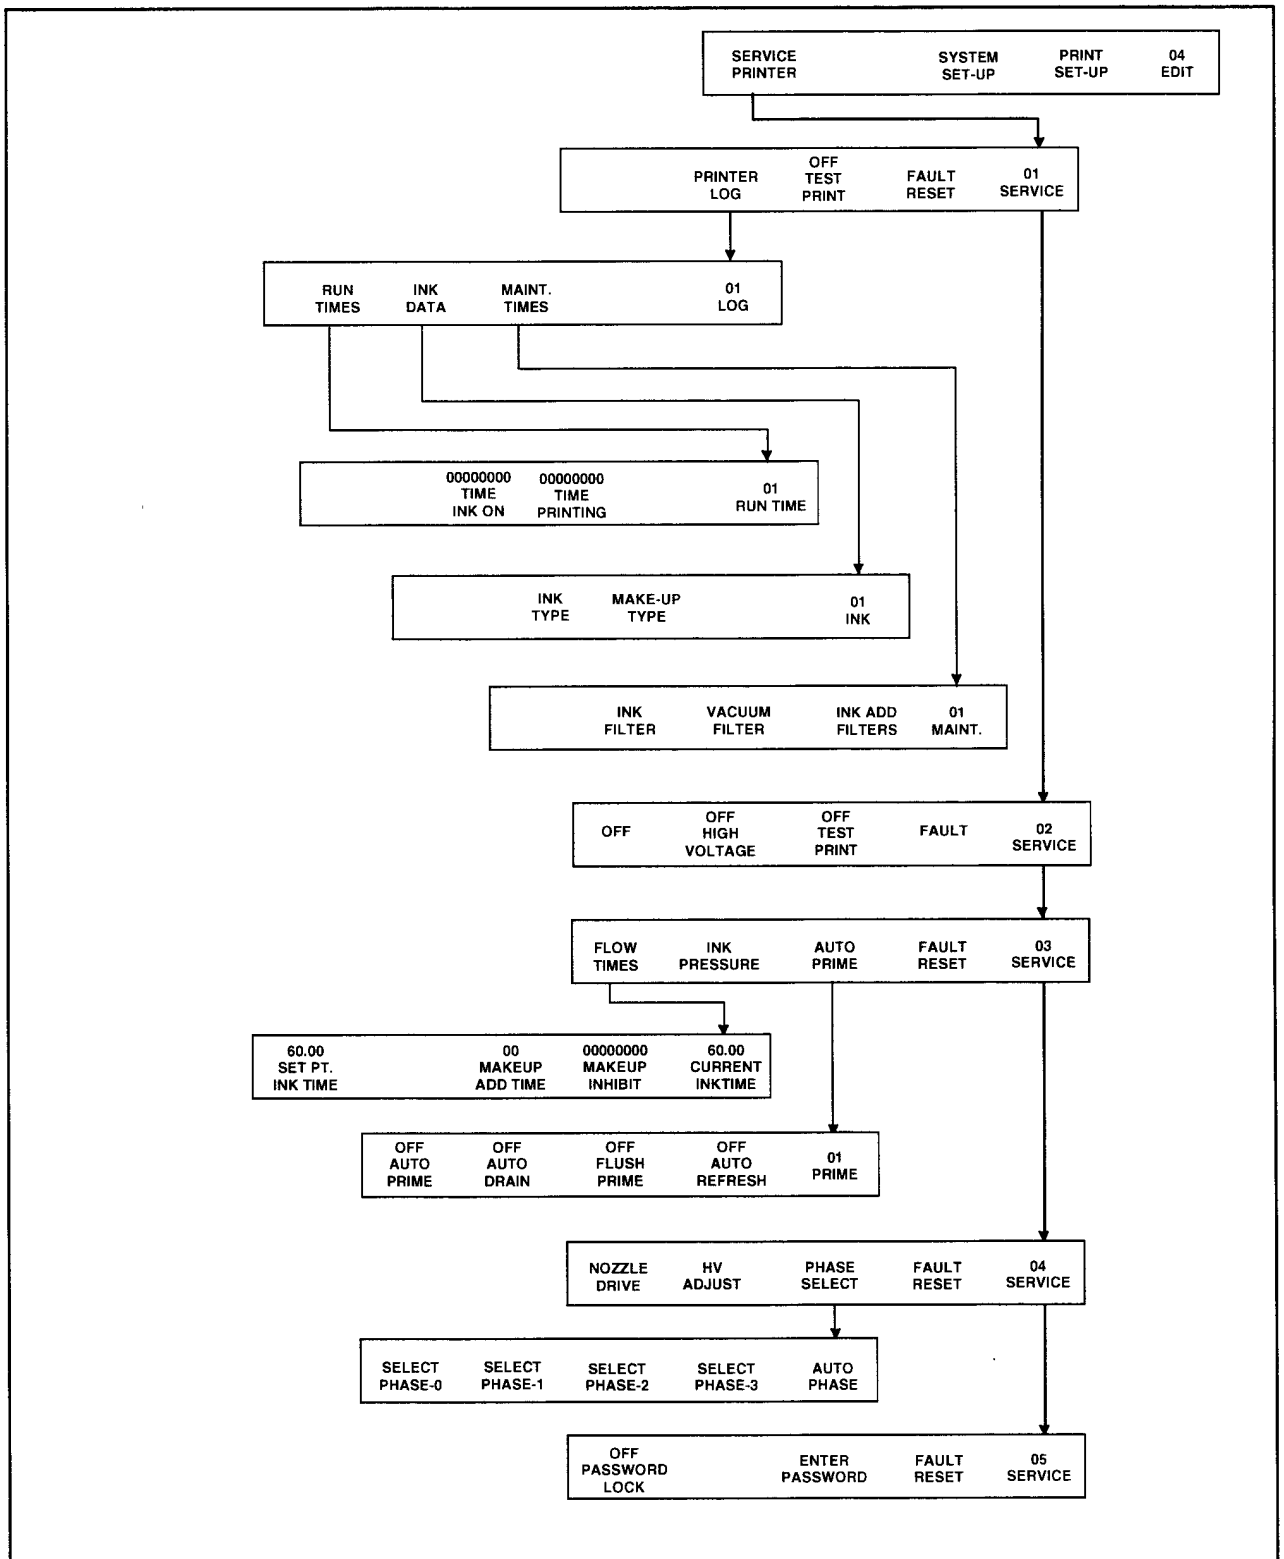 SERVICE PRINTER
SYSTEM SET-UP
PRINT SET-UP
04 EDIT
PRINTER LOG
OFF TEST PRINT
FAULT RESET
01 SERVICE
RUN TIMES
INK DATA
MAINT. TIMES
01 LOG
00000000 TIME INK ON
00000000 TIME PRINTING
01 RUN TIME
INK TYPE
MAKE-UP TYPE
01 INK
INK FILTER
VACUUM FILTER
INK ADD FILTERS
01 MAINT.
OFF
OFF HIGH VOLTAGE
OFF TEST PRINT
FAULT
02 SERVICE
FLOW TIMES
INK PRESSURE
AUTO PRIME
FAULT RESET
03 SERVICE
60.00 SET PT. INK TIME
00 MAKEUP ADD TIME
00000000 MAKEUP INHIBIT
60.00 CURRENT INKTIME
OFF AUTO PRIME
OFF AUTO DRAIN
OFF FLUSH PRIME
OFF AUTO REFRESH
01 PRIME
NOZZLE DRIVE
HV ADJUST
PHASE SELECT
FAULT RESET
04 SERVICE
SELECT PHASE-0
SELECT PHASE-1
SELECT PHASE-2
SELECT PHASE-3
AUTO PHASE
OFF PASSWORD LOCK
ENTER PASSWORD
FAULT RESET
05 SERVICE